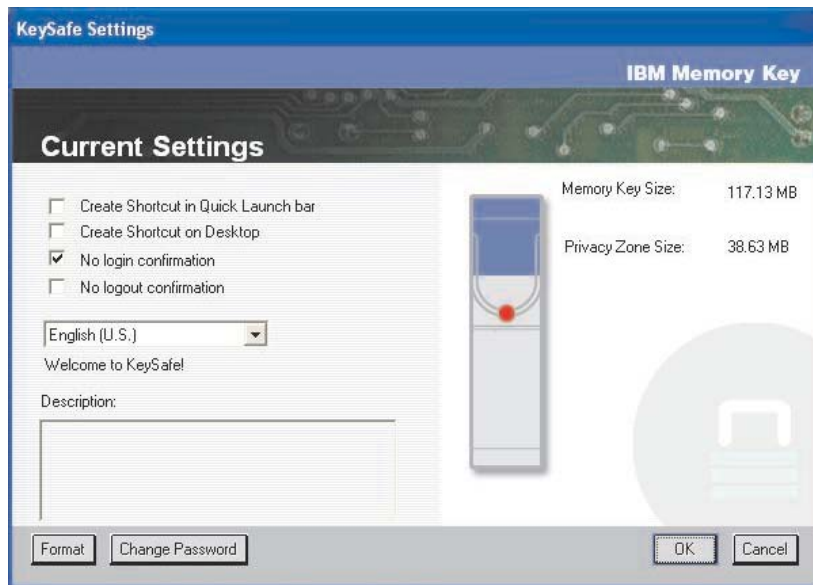 KeySafe Settings
IBM Memory Key
Current Settings
Create Shortcut in Quick Launch bar
Create Shortcut on Desktop
No login confirmation
No logout confirmation
English (U.S.)
Welcome to KeySafe!
Description:
Memory Key Size: 117.13 MB
Privacy Zone Size: 38.63 MB
Format
Change Password
OK
Cancel